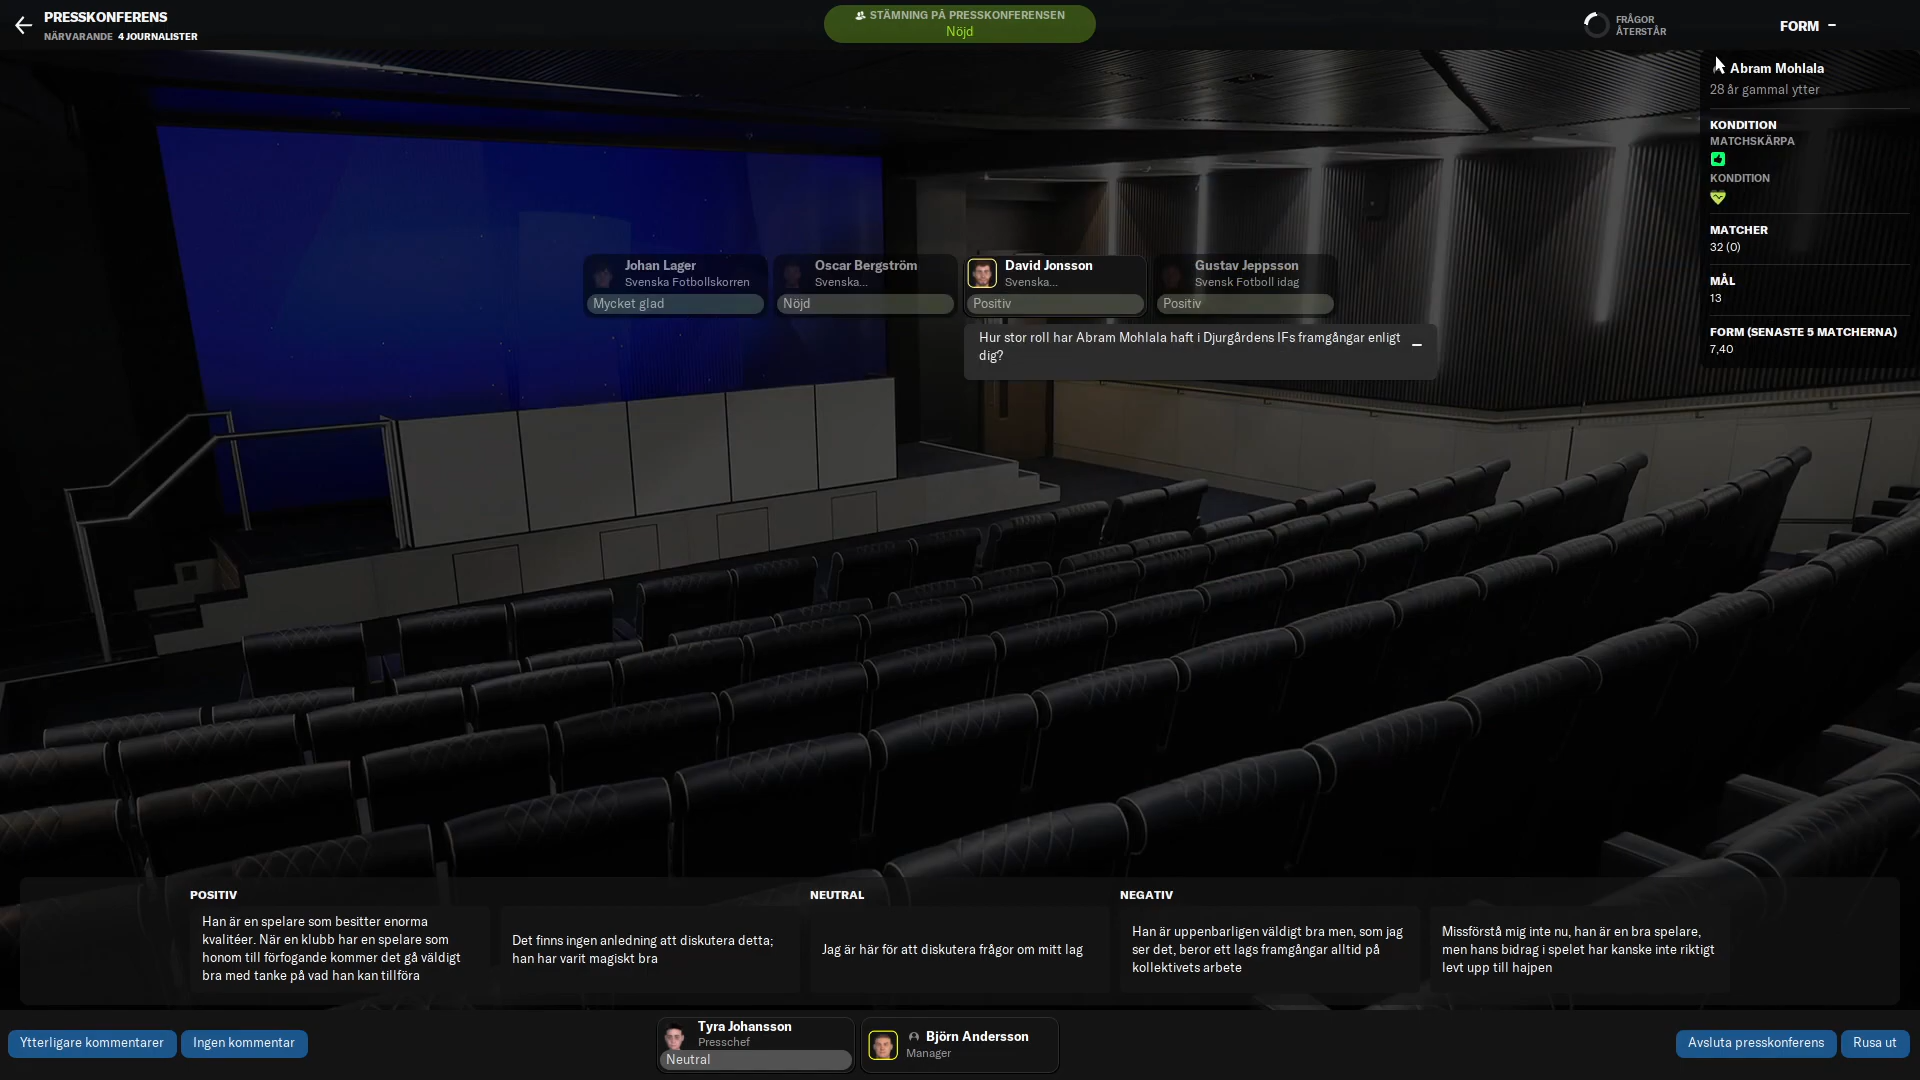 PRESSKONFERENS
NÄRVARANDE 4 JOURNALISTER
STÄMNING PÅ PRESSKONFERENSEN
Nöjd
FRÅGOR
ÅTERSTÅR
FORM –
Abram Mohlala
28 år gammal ytter
KONDITION
MATCHSKÄRPA
KONDITION
MATCHER
32 (0)
MÅL
13
FORM (SENASTE 5 MATCHERNA)
7,40
Johan Lager
Svenska Fotbollskorren
Mycket glad
Oscar Bergström
Svenska...
Nöjd
David Jonsson
Svenska...
Positiv
Gustav Jeppsson
Svensk Fotboll idag
Positiv
Hur stor roll har Abram Mohlala haft i Djurgårdens IFs framgångar enligt
dig?
POSITIV
Han är en spelare som besitter enorma
kvalitéer. När en klubb har en spelare som
honom till förfogande kommer det gå väldigt
bra med tanke på vad han kan tillföra
Det finns ingen anledning att diskutera detta;
han har varit magiskt bra
NEUTRAL
Jag är här för att diskutera frågor om mitt lag
NEGATIV
Han är uppenbarligen väldigt bra men, som jag
ser det, beror ett lags framgångar alltid på
kollektivets arbete
Missförstå mig inte nu, han är en bra spelare,
men hans bidrag i spelet har kanske inte riktigt
levt upp till hajpen
Ytterligare kommentarer
Ingen kommentar
Tyra Johansson
Presschef
Neutral
Björn Andersson
Manager
Avsluta presskonferens
Rusa ut